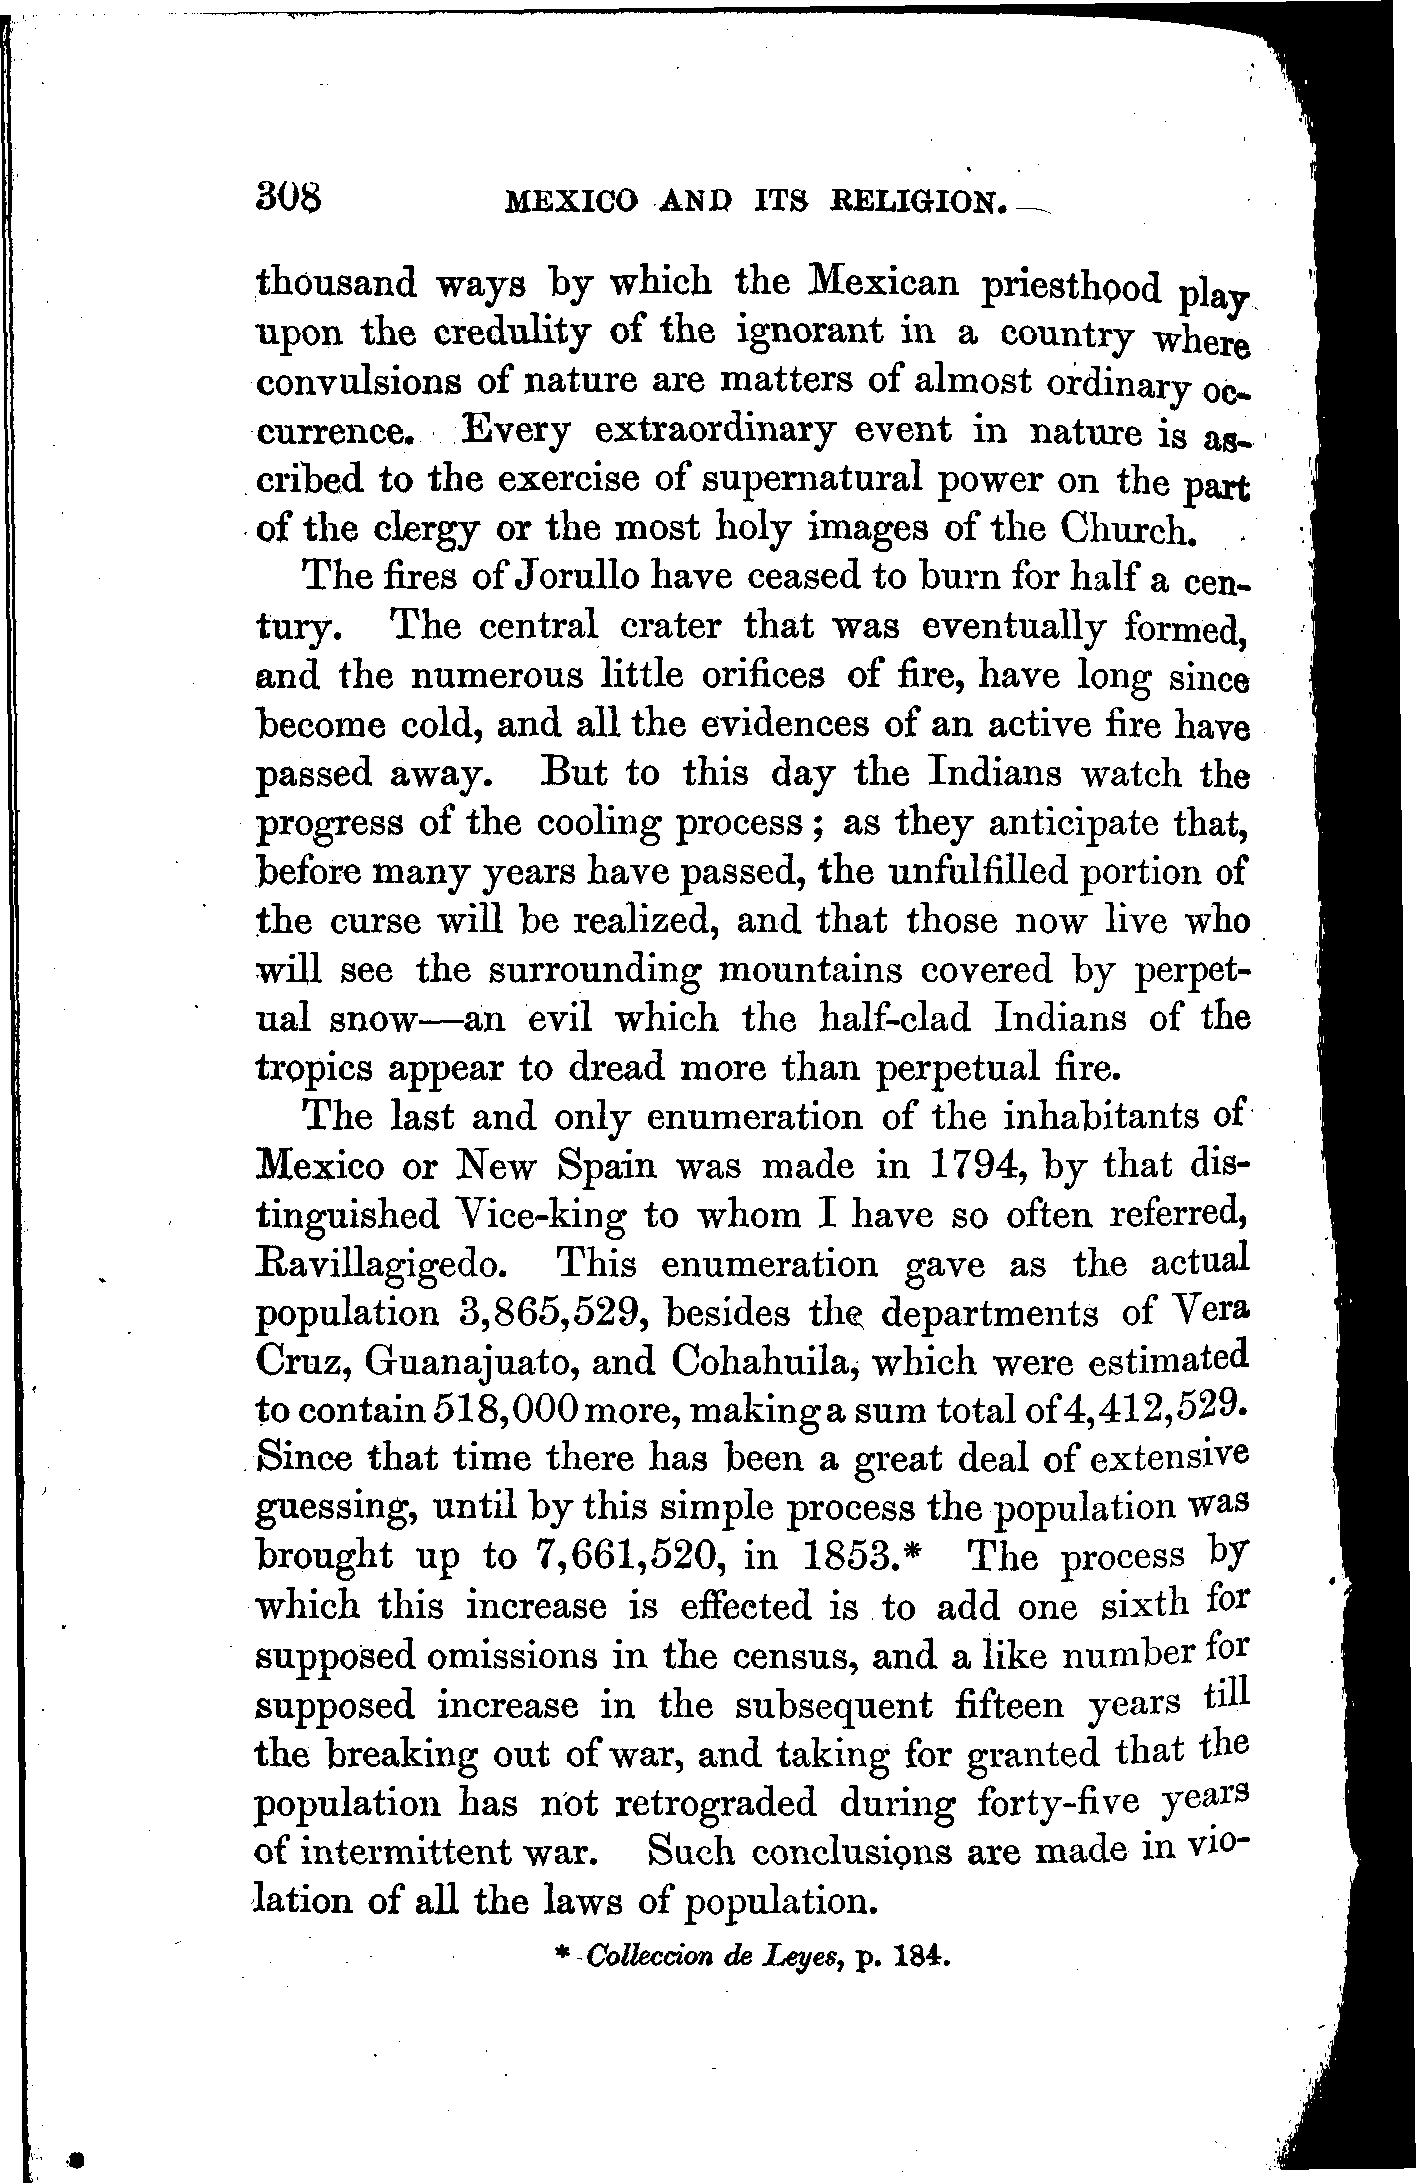 308 MEXICO AND ITS RELIGION.
thousand ways by which the Mexican priesthood play
upon the credulity of the ignorant in a country where
convulsions of nature are matters of almost ordinary oc-
currence. Every extraordinary event in nature is as-
cribed to the exercise of supernatural power on the part
of the clergy or the most holy images of the Church.
The fires of Jorullo have ceased to burn for half a cen-
tury. The central crater that was eventually formed,
and the numerous little orifices of fire, have long since
become cold, and all the evidences of an active fire have
passed away. But to this day the Indians watch the
progress of the cooling process; as they anticipate that,
before many years have passed, the unfulfilled portion of
the curse will be realized, and that those now live who
will see the surrounding mountains covered by perpet-
ual snow—an evil which the half-clad Indians of the
tropics appear to dread more than perpetual fire.
The last and only enumeration of the inhabitants of
Mexico or New Spain was made in 1794, by that dis-
tinguished Vice-king to whom I have so often referred,
Ravillagigedo. This enumeration gave as the actual
population 3,865,529, besides the departments of Vera
Cruz, Guanajuato, and Cohahuila, which were estimated
to contain 518,000 more, making a sum total of 4,412,529.
Since that time there has been a great deal of extensive
guessing, until by this simple process the population was
brought up to 7,661,520, in 1853.* The process by
which this increase is effected is to add one sixth for
supposed omissions in the census, and a like number for
supposed increase in the subsequent fifteen years till
the breaking out of war, and taking for granted that the
population has not retrograded during forty-five years
of intermittent war. Such conclusions are made in vio-
lation of all the laws of population.
* Colleccion de Leyes, p. 184.